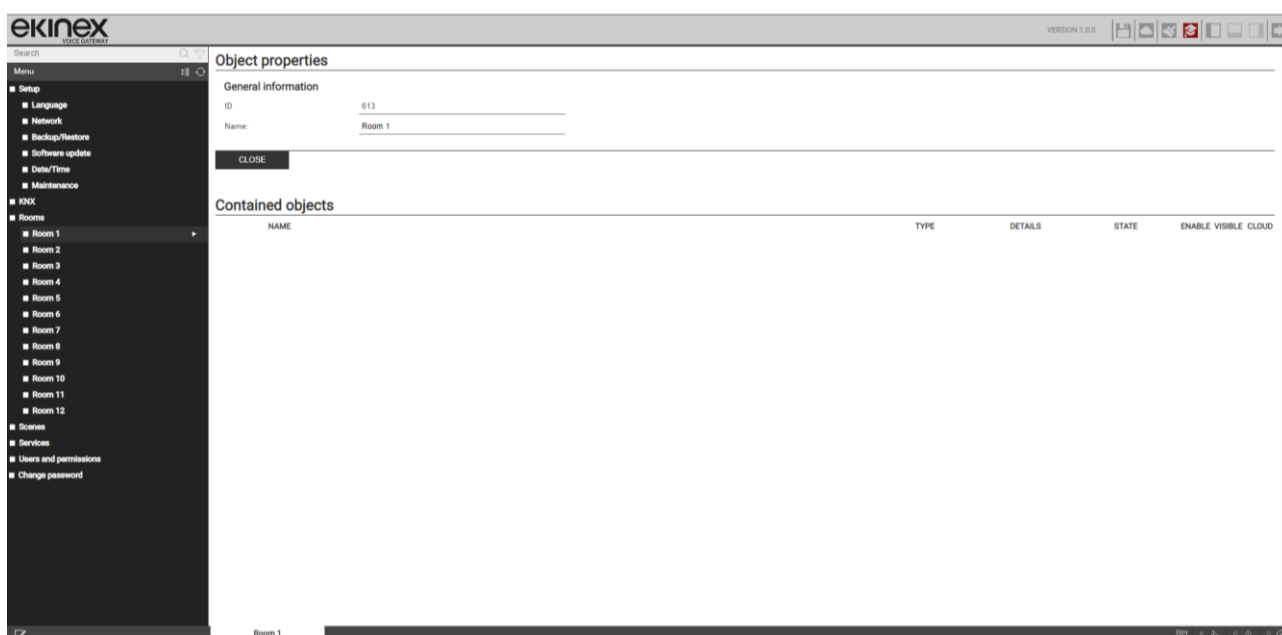 ekinex
VOICE GATEWAY
VERSION 1.0.0
Search
Menu
Setup
Language
Network
Backup/Restore
Software update
Date/Time
Maintenance
KNX
Rooms
Room 1
Room 2
Room 3
Room 4
Room 5
Room 6
Room 7
Room 8
Room 9
Room 10
Room 11
Room 12
Scenes
Services
Users and permissions
Change password
Object properties
General information
ID 613
Name: Room 1
CLOSE
Contained objects
NAME TYPE DETAILS STATE ENABLE VISIBLE CLOUD
Room 1